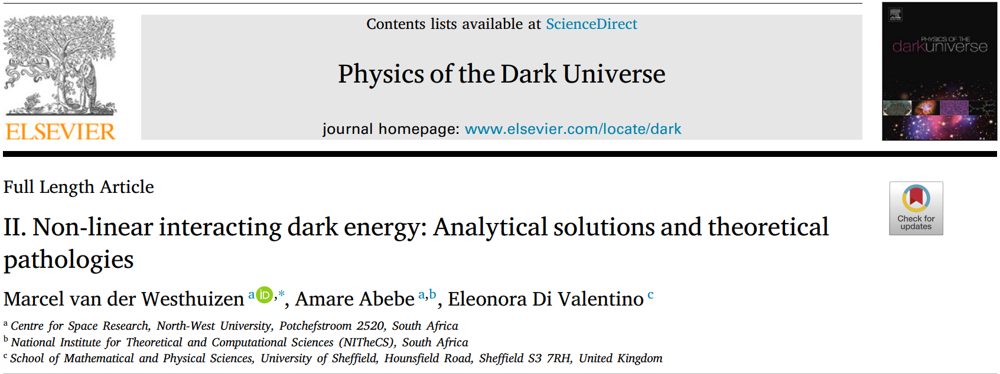 Contents lists available at ScienceDirect
Physics of the Dark Universe
journal homepage: www.elsevier.com/locate/dark
NON SOLUS
ELSEVIER
PHYSICS OF THE
darkuniverse
Full Length Article
II. Non-linear interacting dark energy: Analytical solutions and theoretical
pathologies
Check for
updates
Marcel van der Westhuizen a iD,*, Amare Abebe a,b, Eleonora Di Valentino c
a Centre for Space Research, North-West University, Potchefstroom 2520, South Africa
b National Institute for Theoretical and Computational Sciences (NITheCS), South Africa
c School of Mathematical and Physical Sciences, University of Sheffield, Hounsfield Road, Sheffield S3 7RH, United Kingdom